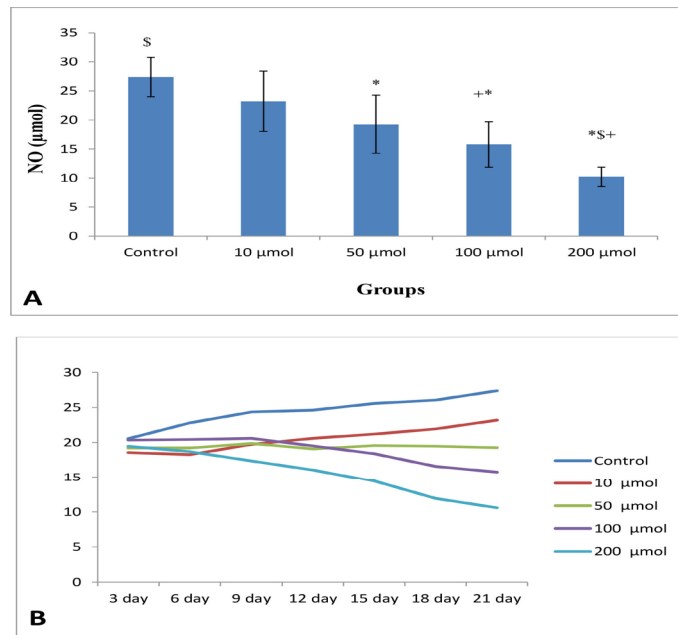 35
30
25
20
15
10
5
0
NO (µmol)
$
*
+*
*$+
Control
10 µmol
50 µmol
100 µmol
200 µmol
Groups
A
30
25
20
15
10
5
0
3 day
6 day
9 day
12 day
15 day
18 day
21 day
Control
10 µmol
50 µmol
100 µmol
200 µmol
B